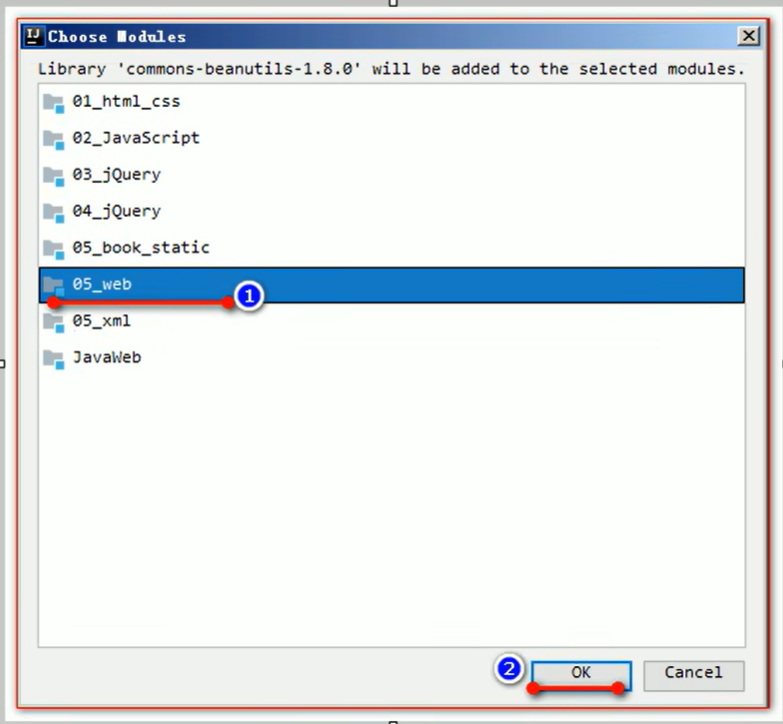 IJ Choose Modules
Library 'commons-beanutils-1.8.0' will be added to the selected modules.
01_html_css
02_JavaScript
03_jQuery
04_jQuery
05_book_static
05_web
1
05_xml
JavaWeb
2
OK
Cancel